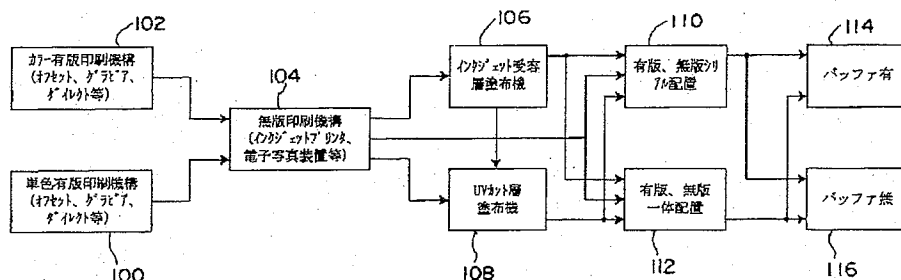 102
カラー有版印刷機構
(オフセット、グラビア、
ダイレクト等)
104
無版印刷機構
(インクジェットプリンタ、
電子写真装置等)
単色有版印刷機構
(オフセット、グラビア、
ダイレクト等)
100
106
インクジェット受容
層塗布機
UVカット層
塗布機
108
110
有版、無版シリ
アル配置
有版、無版
一体配置
112
114
バッファ有
バッファ無
116